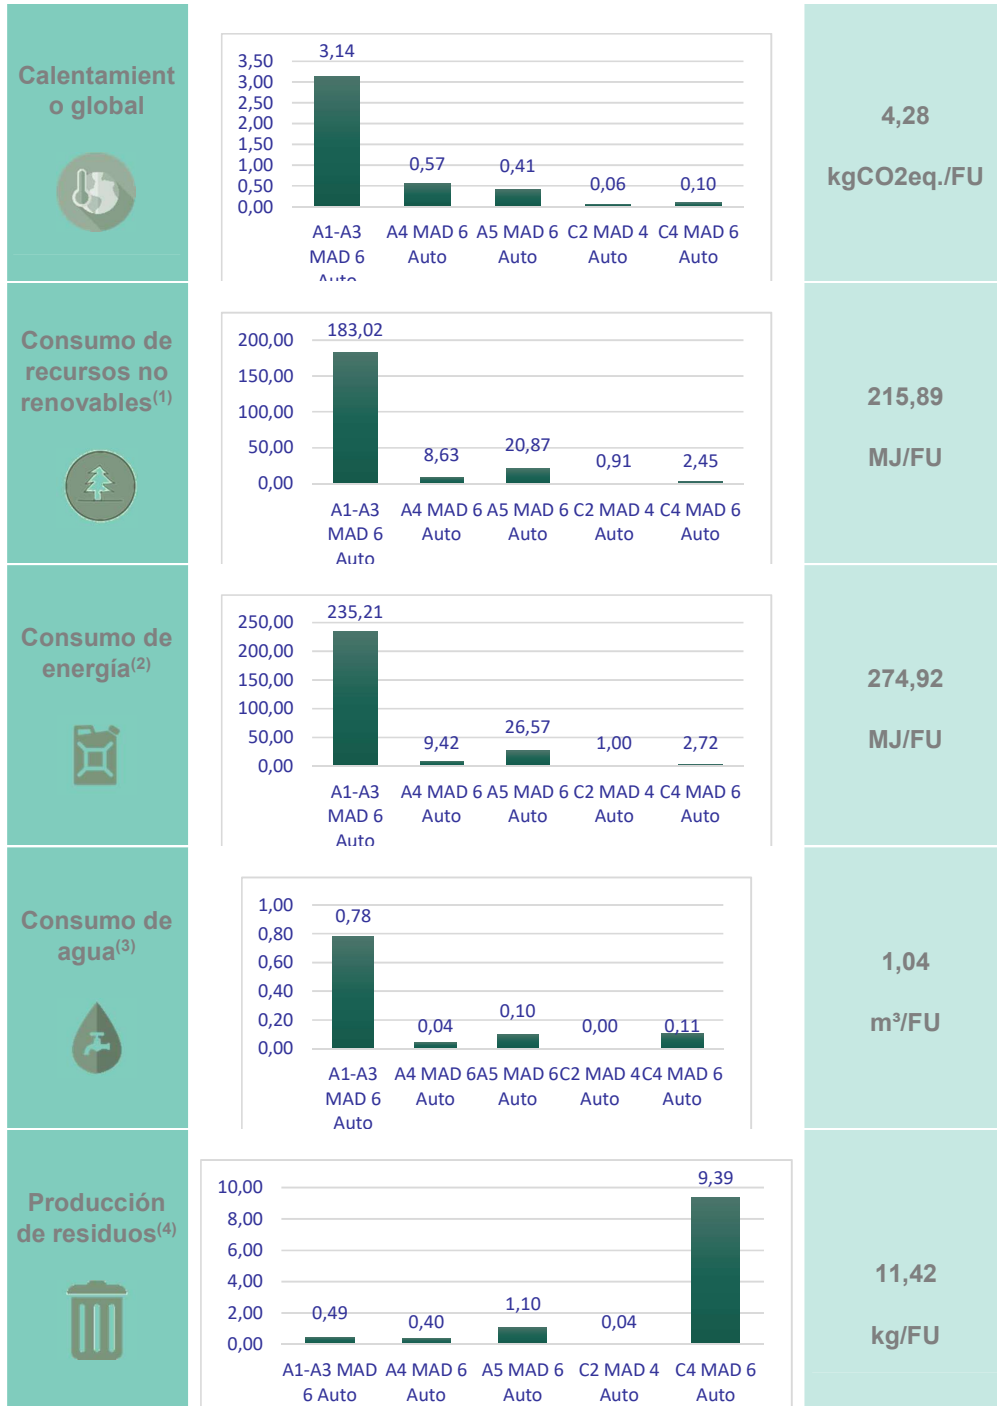 Calentamient
o global
3,50
3,00
2,50
2,00
1,50
1,00
0,50
0,00
3,14
0,57
0,41
0,06
0,10
A1-A3
MAD 6
Auto
A4 MAD 6
Auto
A5 MAD 6
Auto
C2 MAD 4
Auto
C4 MAD 6
Auto
4,28
kgCO2eq./FU
Consumo de
recursos no
renovables(1)
200,00
150,00
100,00
50,00
0,00
183,02
8,63
20,87
0,91
2,45
A1-A3
MAD 6
Auto
A4 MAD 6
Auto
A5 MAD 6
Auto
C2 MAD 4
Auto
C4 MAD 6
Auto
215,89
MJ/FU
Consumo de
energía(2)
250,00
200,00
150,00
100,00
50,00
0,00
235,21
9,42
26,57
1,00
2,72
A1-A3
MAD 6
Auto
A4 MAD 6
Auto
A5 MAD 6
Auto
C2 MAD 4
Auto
C4 MAD 6
Auto
274,92
MJ/FU
Consumo de
agua(3)
1,00
0,80
0,60
0,40
0,20
0,00
0,78
0,04
0,10
0,00
0,11
A1-A3
MAD 6
Auto
A4 MAD 6
Auto
A5 MAD 6
Auto
C2 MAD 4
Auto
C4 MAD 6
Auto
1,04
m³/FU
Producción
de residuos(4)
10,00
8,00
6,00
4,00
2,00
0,00
0,49
0,40
1,10
0,04
9,39
A1-A3 MAD
6 Auto
A4 MAD 6
Auto
A5 MAD 6
Auto
C2 MAD 4
Auto
C4 MAD 6
Auto
11,42
kg/FU